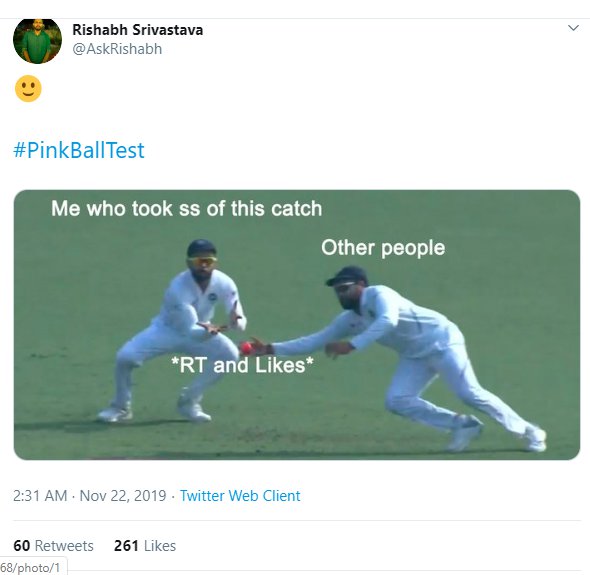 Rishabh Srivastava
@AskRishabh
#PinkBallTest
Me who took ss of this catch
Other people
*RT and Likes*
2:31 AM · Nov 22, 2019 · Twitter Web Client
60 Retweets 261 Likes
68/photo/1